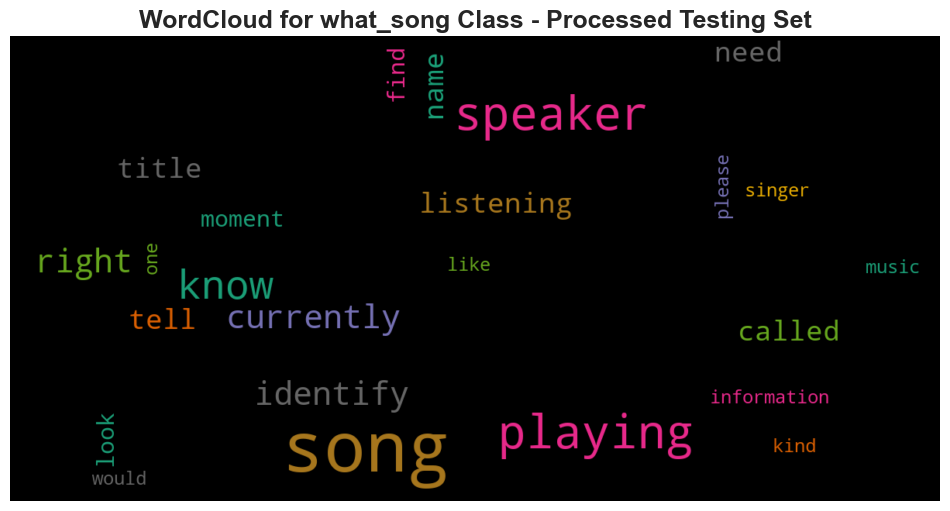 WordCloud for what_song Class - Processed Testing Set
find
name
need
speaker
title
please
singer
listening
moment
right
one
like
music
know
currently
tell
called
identify
information
song
playing
kind
look
would